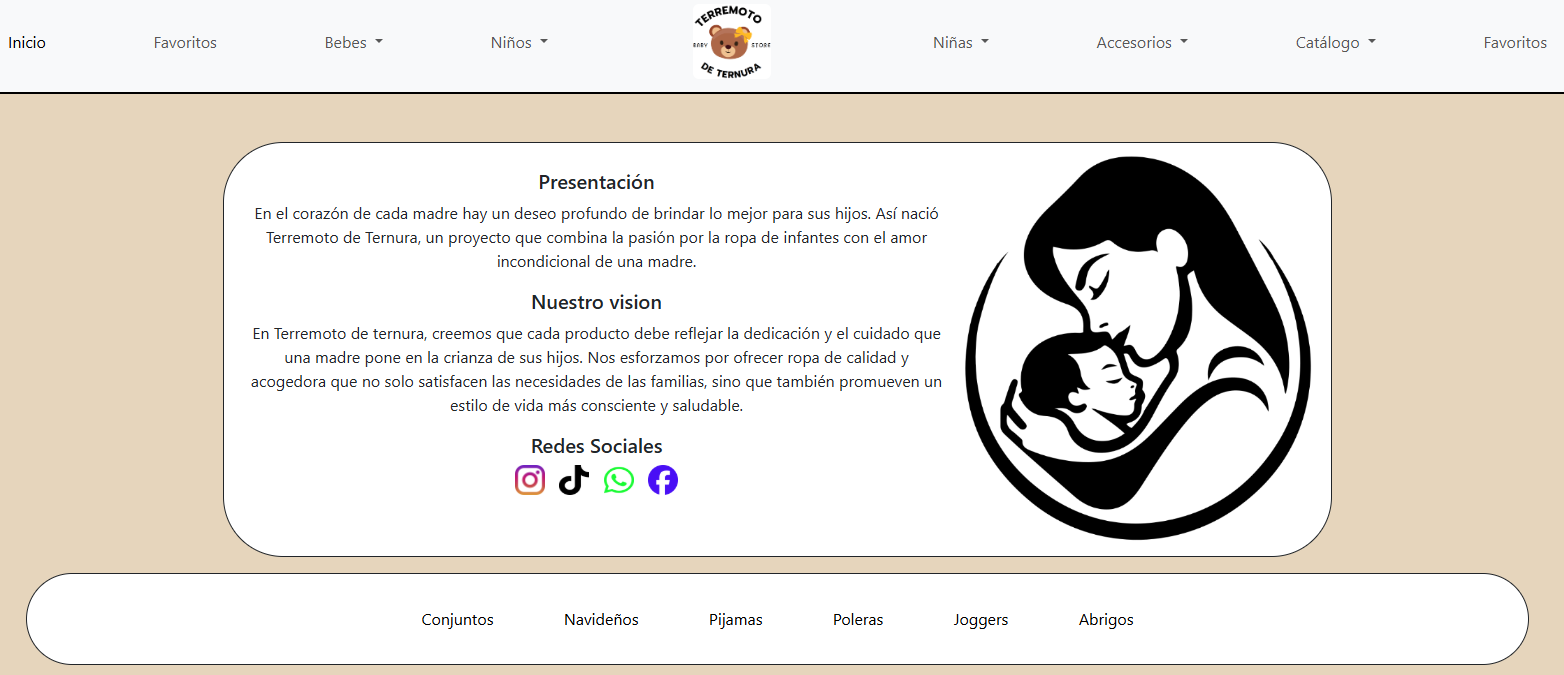 Inicio
Favoritos
Bebes
Niños
TERREMOTO
BABY STORE
DE TERNURA
Niñas
Accesorios
Catálogo
Favoritos
Presentación
En el corazón de cada madre hay un deseo profundo de brindar lo mejor para sus hijos. Así nació
Terremoto de Ternura, un proyecto que combina la pasión por la ropa de infantes con el amor
incondicional de una madre.
Nuestro vision
En Terremoto de ternura, creemos que cada producto debe reflejar la dedicación y el cuidado que
una madre pone en la crianza de sus hijos. Nos esforzamos por ofrecer ropa de calidad y
acogedora que no solo satisfacen las necesidades de las familias, sino que también promueven un
estilo de vida más consciente y saludable.
Redes Sociales
Conjuntos
Navideños
Pijamas
Poleras
Joggers
Abrigos